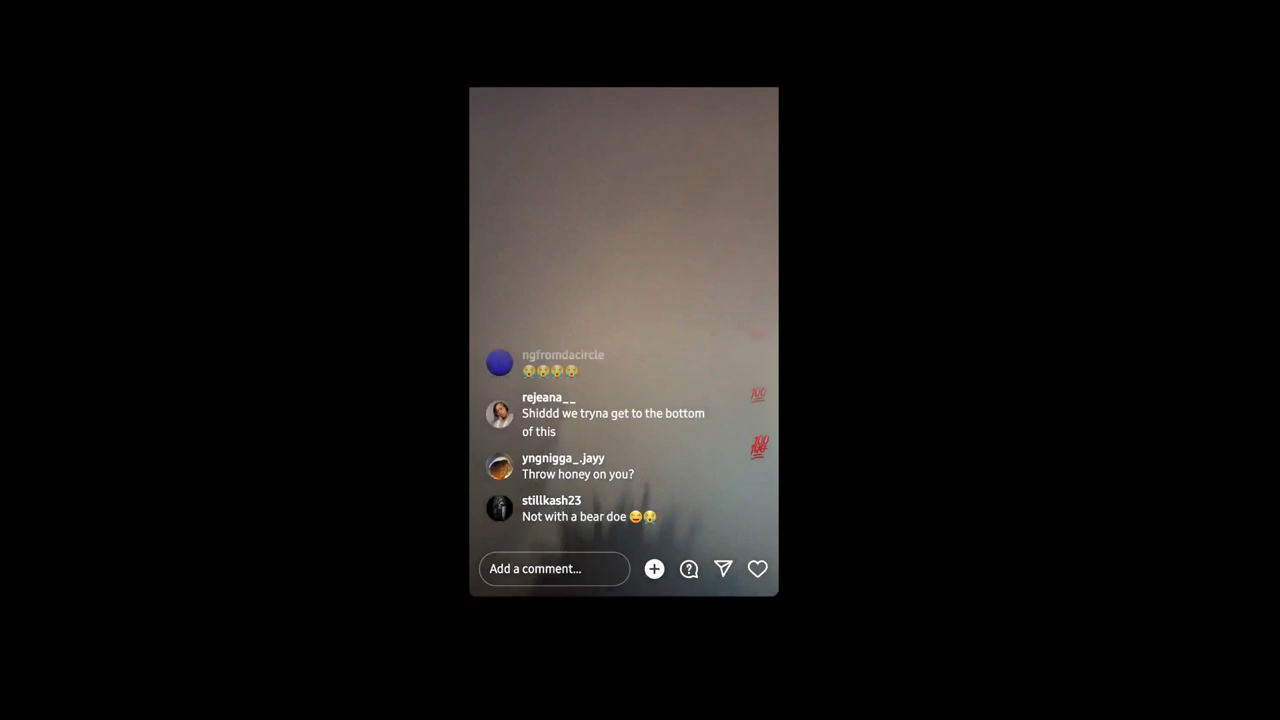 ngfromdacircle
😭😭😭😭
rejeana__
Shiddd we tryna get to the bottom
of this
yngnigga_.jayy
Throw honey on you?
stillkash23
Not with a bear doe 😅😭
Add a comment...
💯
💯